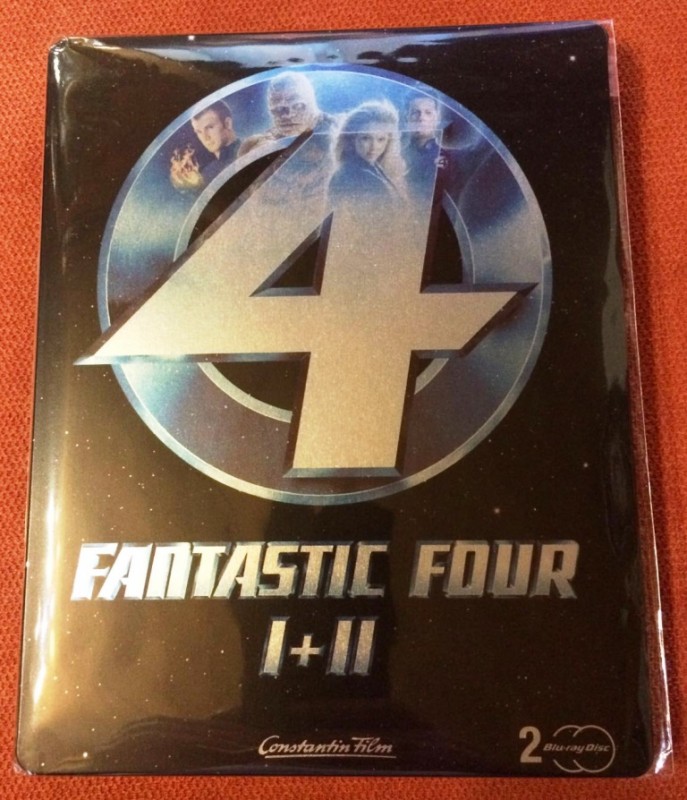 4
FANTASTIC FOUR
I+II
Constantin Film
2 Blu-ray Disc